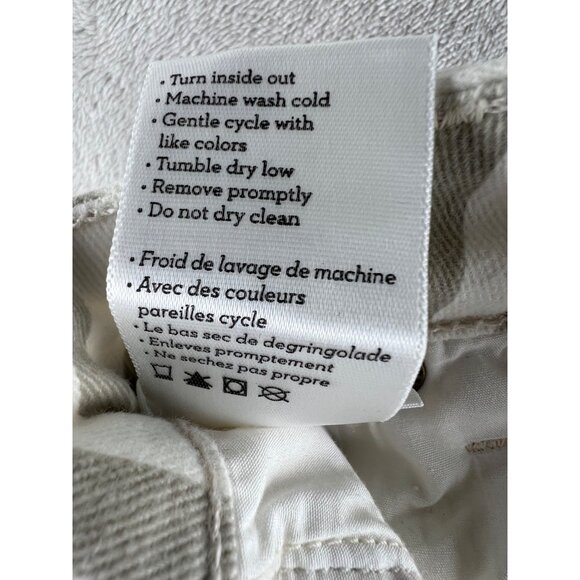 • Turn inside out
• Machine wash cold
• Gentle cycle with
like colors
• Tumble dry low
• Remove promptly
• Do not dry clean
• Froid de lavage de machine
• Avec des couleurs
pareilles cycle
• Le bas sec de degringolade
• Enleves promptement
• Ne sechez pas propre